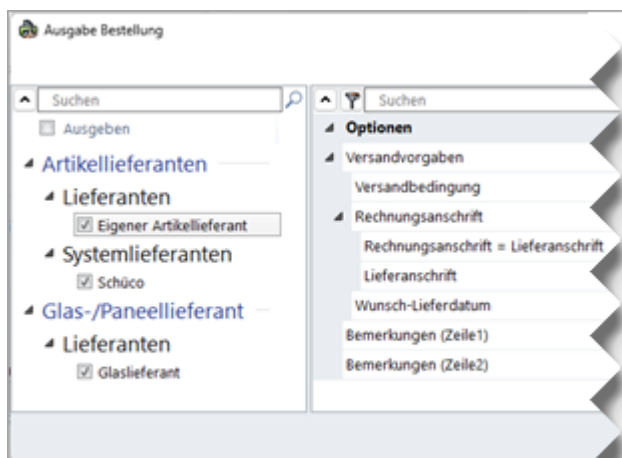 Ausgabe Bestellung
Suchen
Ausgeben
Artikellieferanten
Lieferanten
Eigener Artikellieferant
Systemlieferanten
Schüco
Glas-/Paneellieferant
Lieferanten
Glaslieferant
Suchen
Optionen
Versandvorgaben
Versandbedingung
Rechnungsanschrift
Rechnungsanschrift = Lieferanschrift
Lieferanschrift
Wunsch-Lieferdatum
Bemerkungen (Zeile1)
Bemerkungen (Zeile2)